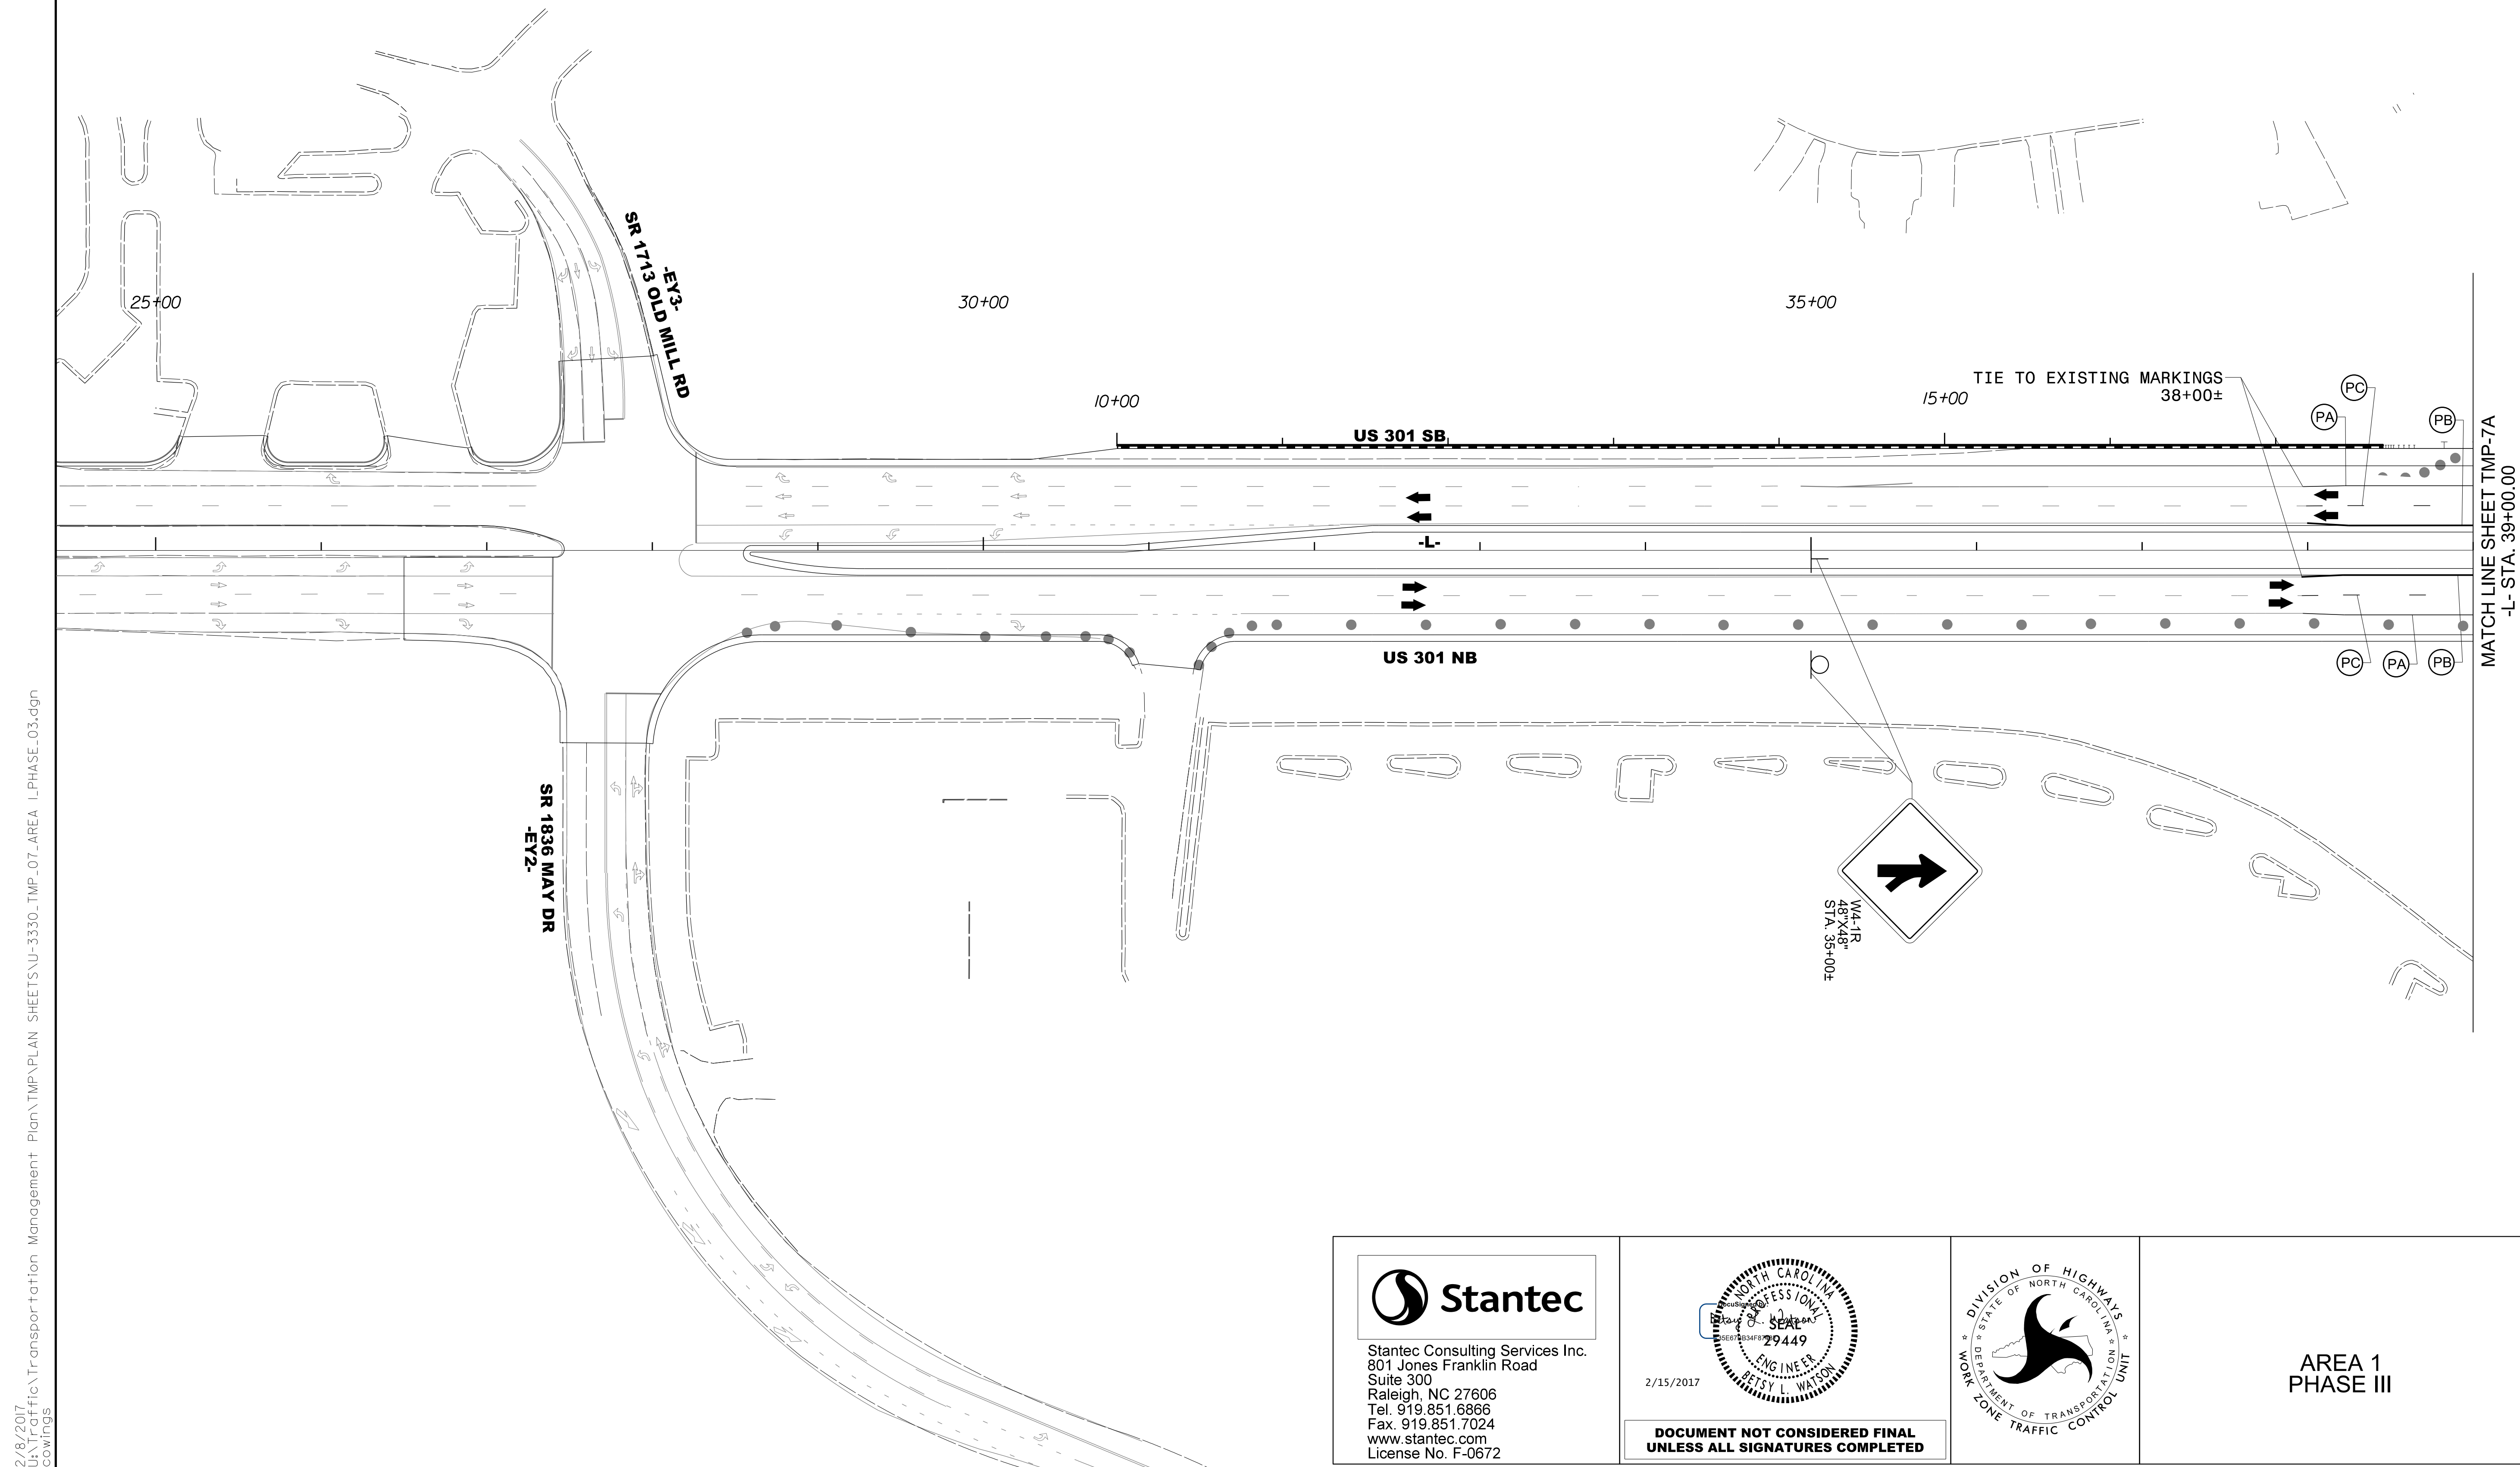 25+00
30+00
35+00
-EY3-
SR 1713 OLD MILL RD
10+00
15+00
TIE TO EXISTING MARKINGS
38+00±
PC
PA
PB
US 301 SB
-L-
US 301 NB
PC
PA
PB
MATCH LINE SHEET TMP-7A
-L- STA. 39+00.00
SR 1836 MAY DR
-EY2-
W4-1R
48"X48"
STA. 35+00±
2/8/2017
U:\Traffic\Transportation Management Plan\TMP\PLAN SHEETS\U-3330_TMP_07_AREA 1_PHASE_03.dgn
cowings
Stantec
Stantec Consulting Services Inc.
801 Jones Franklin Road
Suite 300
Raleigh, NC 27606
Tel. 919.851.6866
Fax. 919.851.7024
www.stantec.com
License No. F-0672
NORTH CAROLINA
PROFESSIONAL
DocuSigned by:
SEAL
29449
ENGINEER
BETSY L. WATSON
2/15/2017
DOCUMENT NOT CONSIDERED FINAL
UNLESS ALL SIGNATURES COMPLETED
DIVISION OF HIGHWAYS
STATE OF NORTH CAROLINA
DEPARTMENT OF TRANSPORTATION
WORK ZONE TRAFFIC CONTROL UNIT
AREA 1
PHASE III